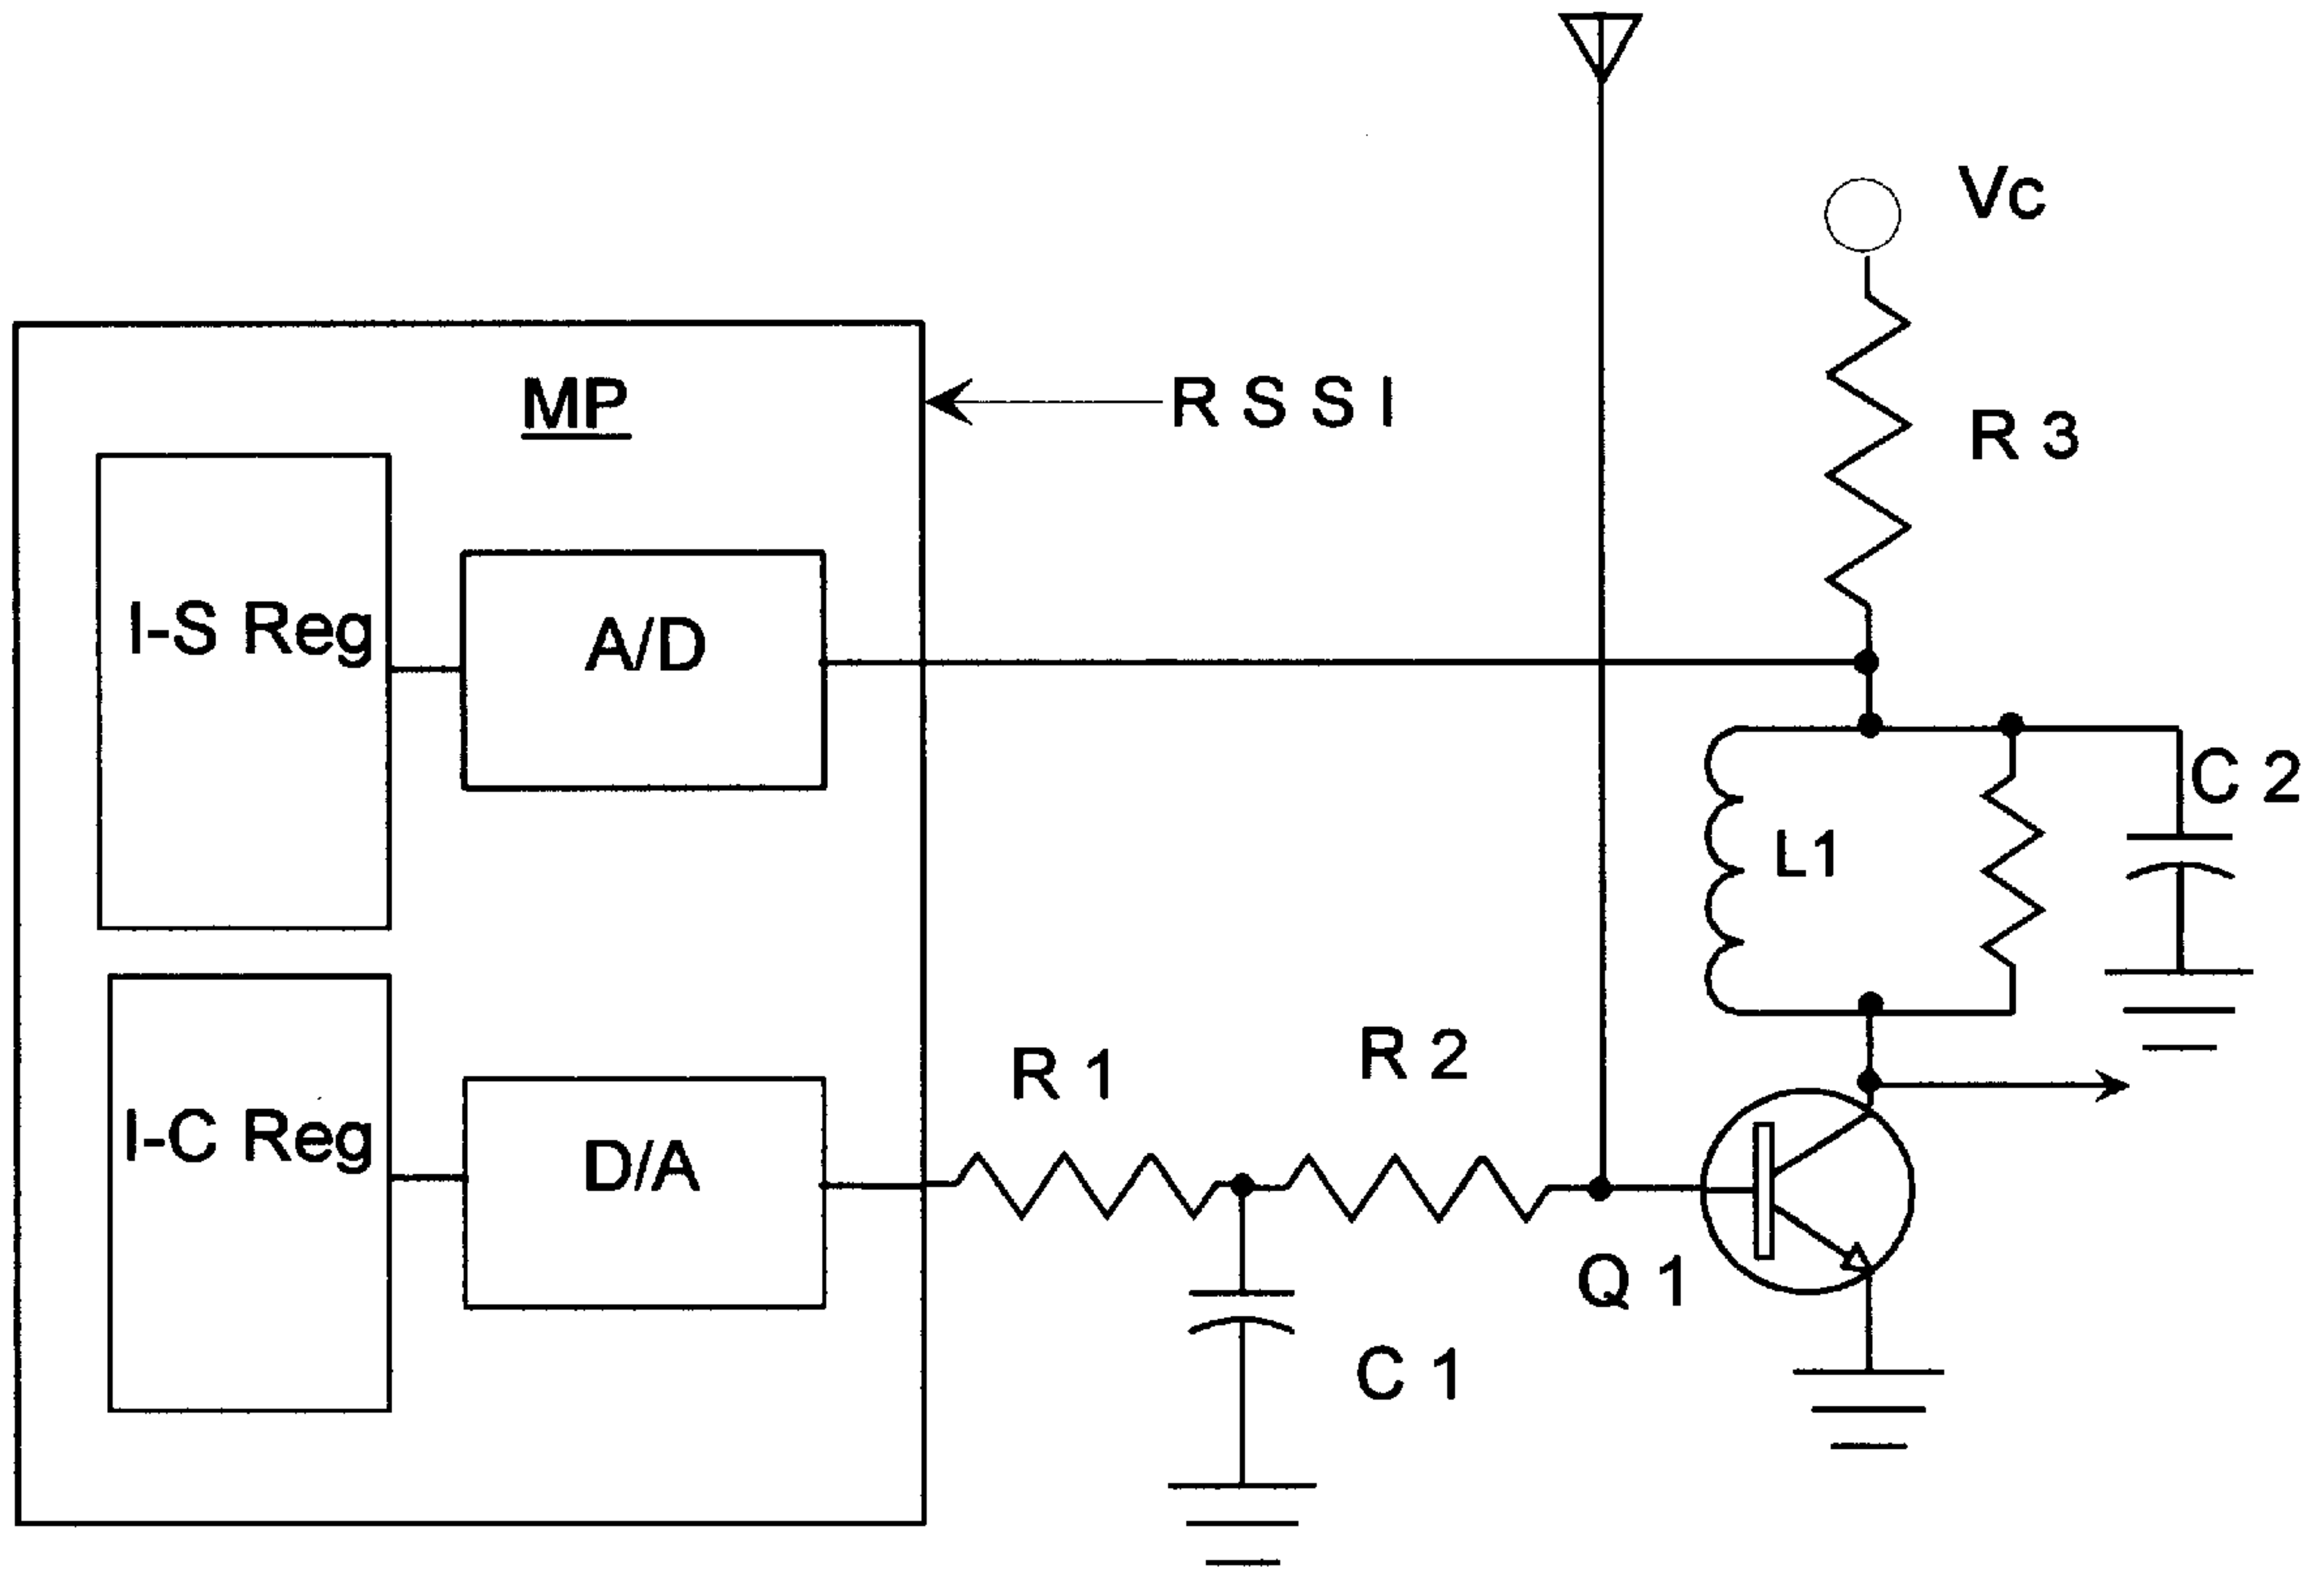 Vc
MP
R S S I
R 3
I-S Reg
A/D
C 2
L1
R 1
R 2
I-C Reg
D/A
Q 1
C 1